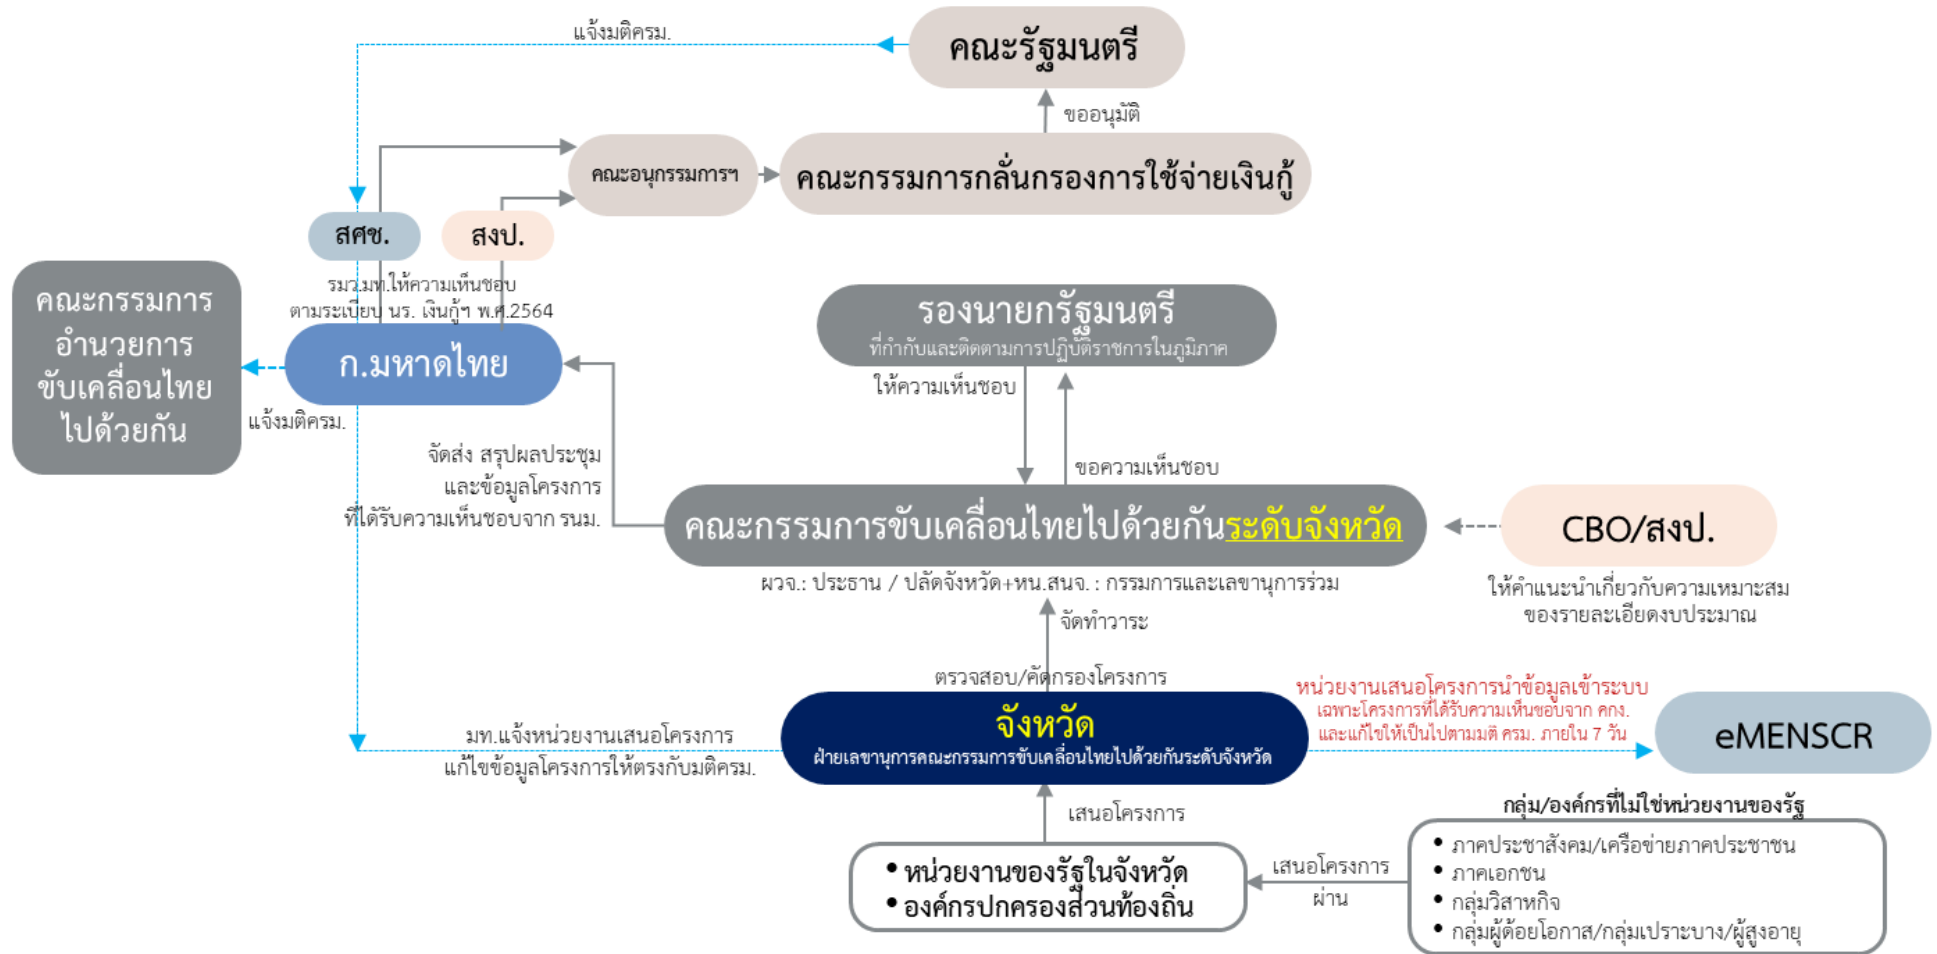 แจ้งมติครม.
คณะรัฐมนตรี
ขออนุมัติ
คณะอนุกรรมการฯ
คณะกรรมการกลั่นกรองการใช้จ่ายเงินกู้
สศช.
สงป.
รมว.มท.ให้ความเห็นชอบ
ตามระเบียบ นร. เงินกู้ฯ พ.ศ.2564
คณะกรรมการ
อำนวยการ
ขับเคลื่อนไทย
ไปด้วยกัน
ก.มหาดไทย
แจ้งมติครม.
รองนายกรัฐมนตรี
ที่กำกับและติดตามการปฏิบัติราชการในภูมิภาค
ให้ความเห็นชอบ
ขอความเห็นชอบ
จัดส่ง สรุปผลประชุม
และข้อมูลโครงการ
ที่ได้รับความเห็นชอบจาก รนม.
คณะกรรมการขับเคลื่อนไทยไปด้วยกันระดับจังหวัด
ผวจ.: ประธาน / ปลัดจังหวัด+หน.สนจ. : กรรมการและเลขานุการร่วม
CBO/สงป.
ให้คำแนะนำเกี่ยวกับความเหมาะสม
ของรายละเอียดงบประมาณ
จัดทำวาระ
ตรวจสอบ/คัดกรองโครงการ
จังหวัด
ฝ่ายเลขานุการคณะกรรมการขับเคลื่อนไทยไปด้วยกันระดับจังหวัด
มท.แจ้งหน่วยงานเสนอโครงการ
แก้ไขข้อมูลโครงการให้ตรงกับมติครม.
หน่วยงานเสนอโครงการนำข้อมูลเข้าระบบ
เฉพาะโครงการที่ได้รับความเห็นชอบจาก คกง.
และแก้ไขให้เป็นไปตามมติ ครม. ภายใน 7 วัน
eMENSCR
เสนอโครงการ
• หน่วยงานของรัฐในจังหวัด
• องค์กรปกครองส่วนท้องถิ่น
เสนอโครงการ
ผ่าน
กลุ่ม/องค์กรที่ไม่ใช่หน่วยงานของรัฐ
• ภาคประชาสังคม/เครือข่ายภาคประชาชน
• ภาคเอกชน
• กลุ่มวิสาหกิจ
• กลุ่มผู้ด้อยโอกาส/กลุ่มเปราะบาง/ผู้สูงอายุ